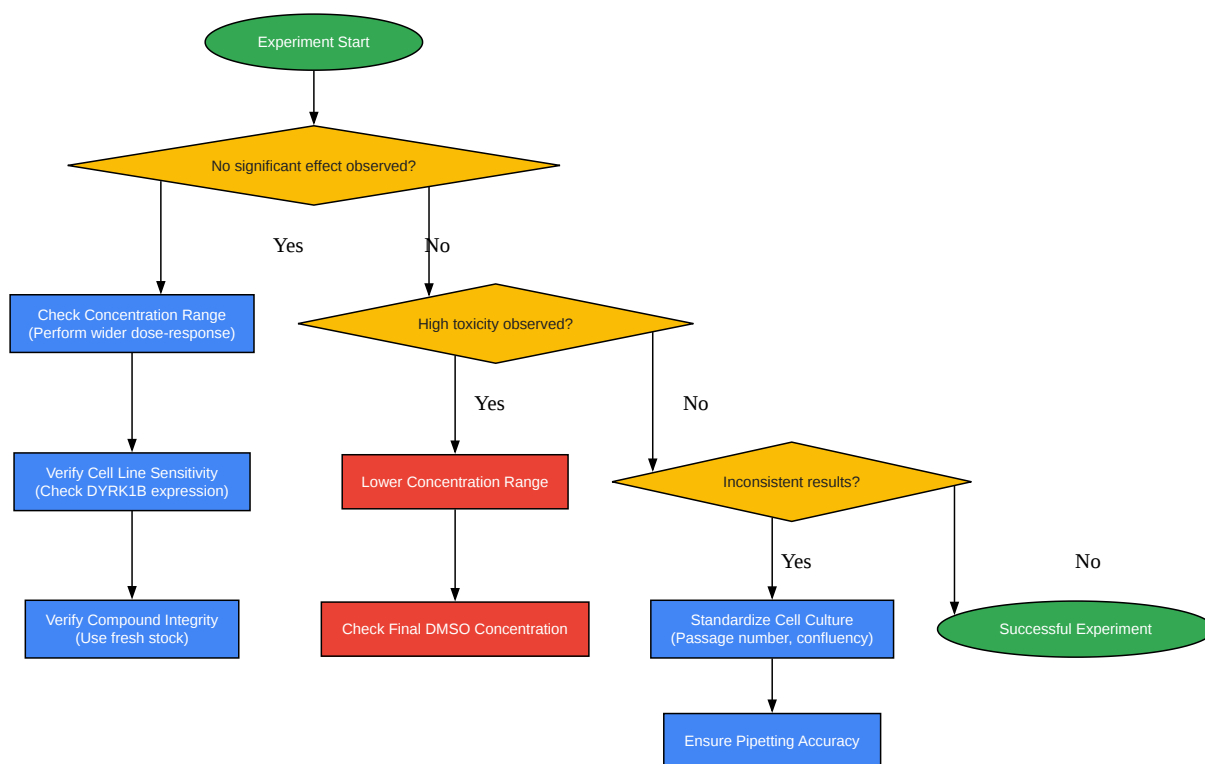 Experiment Start
No significant effect observed?
Yes
No
Check Concentration Range
(Perform wider dose-response)
High toxicity observed?
Yes
No
Verify Cell Line Sensitivity
(Check DYRK1B expression)
Lower Concentration Range
Inconsistent results?
Yes
No
Verify Compound Integrity
(Use fresh stock)
Check Final DMSO Concentration
Standardize Cell Culture
(Passage number, confluency)
Successful Experiment
Ensure Pipetting Accuracy